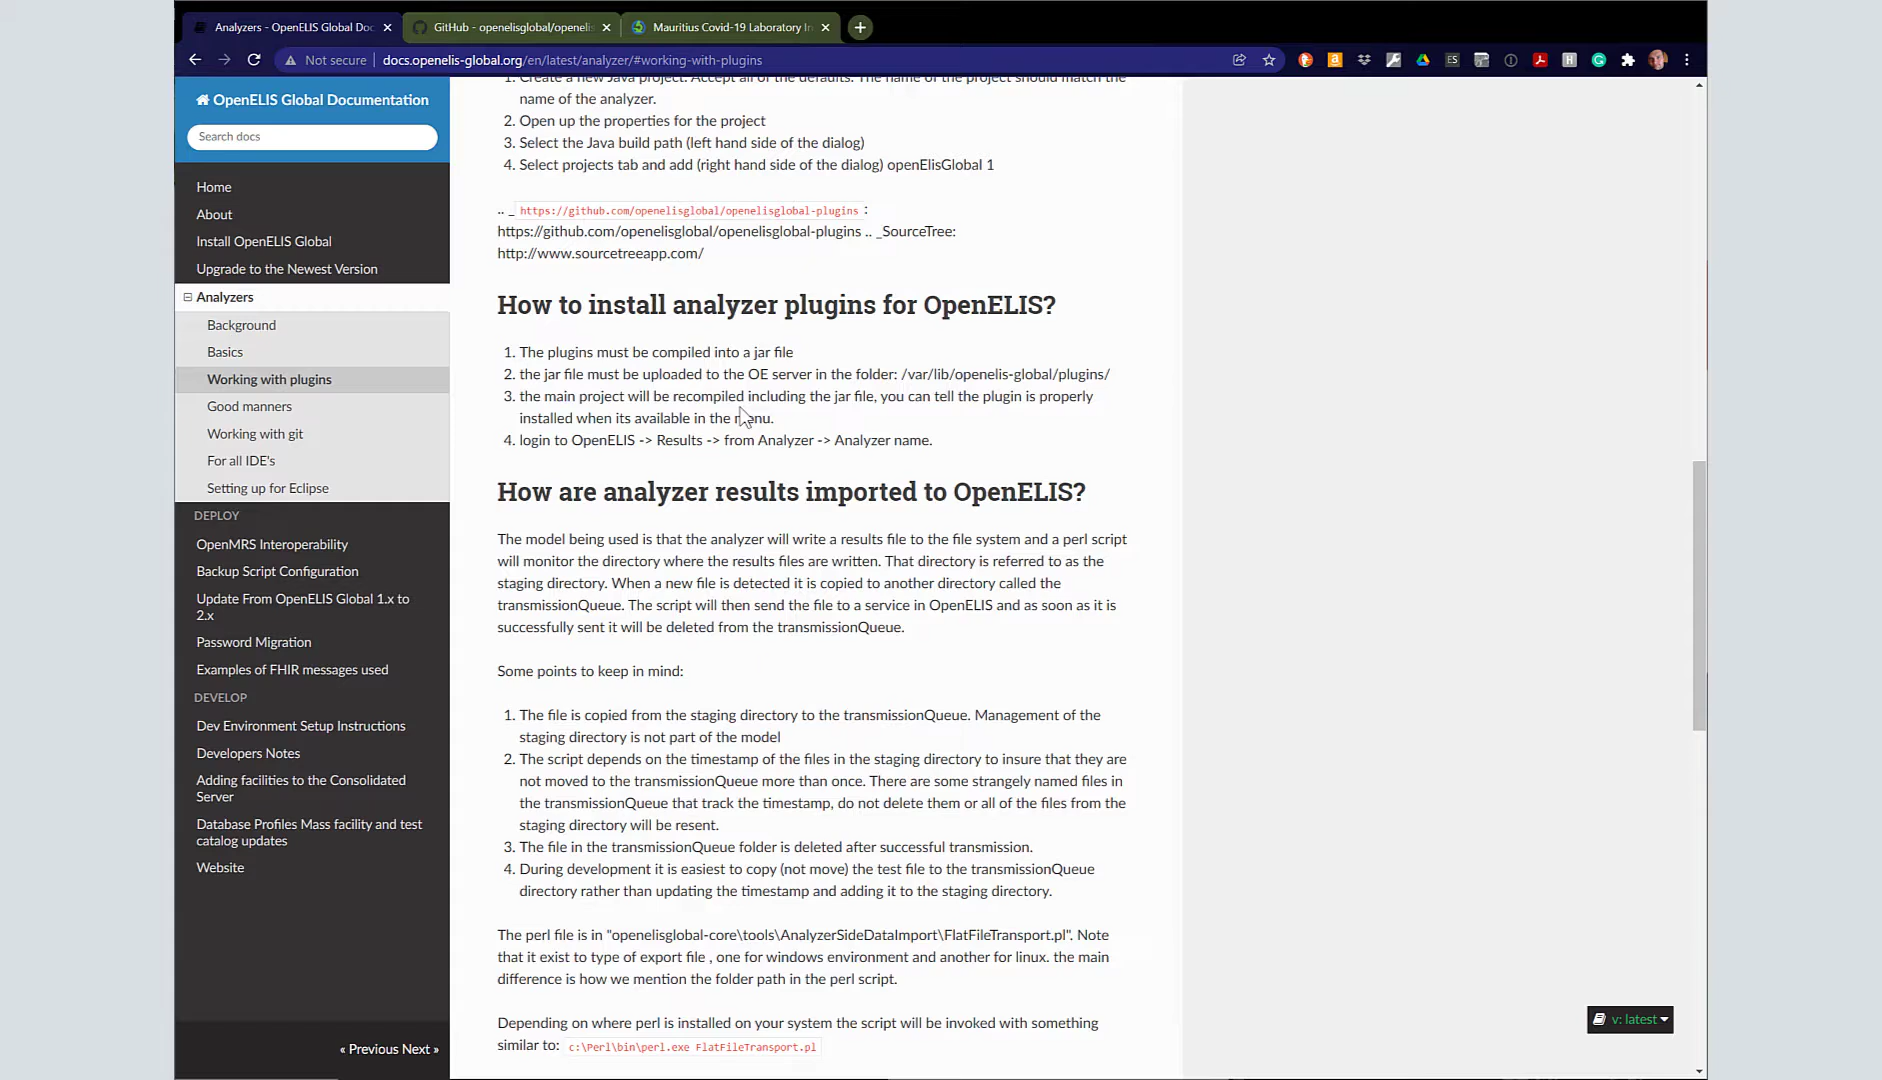 Analyzers - OpenELIS Global Doc
GitHub - openelisglobal/openelis
Mauritius Covid-19 Laboratory In
Not secure
docs.openelis-global.org/en/latest/analyzer/#working-with-plugins
OpenELIS Global Documentation
Search docs
Home
About
Install OpenELIS Global
Upgrade to the Newest Version
Analyzers
Background
Basics
Working with plugins
Good manners
Working with git
For all IDE's
Setting up for Eclipse
DEPLOY
OpenMRS Interoperability
Backup Script Configuration
Update From OpenELIS Global 1.x to
2.x
Password Migration
Examples of FHIR messages used
DEVELOP
Dev Environment Setup Instructions
Developers Notes
Adding facilities to the Consolidated
Server
Database Profiles Mass facility and test
catalog updates
Website
« Previous Next »
1. Create a new Java project. Accept all of the defaults. The name of the project should match the
name of the analyzer.
2. Open up the properties for the project
3. Select the Java build path (left hand side of the dialog)
4. Select projects tab and add (right hand side of the dialog) openElisGlobal 1
.. _ https://github.com/openelisglobal/openelisglobal-plugins :
https://github.com/openelisglobal/openelisglobal-plugins .. _SourceTree:
http://www.sourcetreeapp.com/
How to install analyzer plugins for OpenELIS?
1. The plugins must be compiled into a jar file
2. the jar file must be uploaded to the OE server in the folder: /var/lib/openelis-global/plugins/
3. the main project will be recompiled including the jar file, you can tell the plugin is properly
installed when its available in the menu.
4. login to OpenELIS -> Results -> from Analyzer -> Analyzer name.
How are analyzer results imported to OpenELIS?
The model being used is that the analyzer will write a results file to the file system and a perl script
will monitor the directory where the results files are written. That directory is referred to as the
staging directory. When a new file is detected it is copied to another directory called the
transmissionQueue. The script will then send the file to a service in OpenELIS and as soon as it is
successfully sent it will be deleted from the transmissionQueue.
Some points to keep in mind:
1. The file is copied from the staging directory to the transmissionQueue. Management of the
staging directory is not part of the model
2. The script depends on the timestamp of the files in the staging directory to insure that they are
not moved to the transmissionQueue more than once. There are some strangely named files in
the transmissionQueue that track the timestamp, do not delete them or all of the files from the
staging directory will be resent.
3. The file in the transmissionQueue folder is deleted after successful transmission.
4. During development it is easiest to copy (not move) the test file to the transmissionQueue
directory rather than updating the timestamp and adding it to the staging directory.
The perl file is in "openelisglobal-core\tools\AnalyzerSideDataImport\FlatFileTransport.pl". Note
that it exist to type of export file , one for windows environment and another for linux. the main
difference is how we mention the folder path in the perl script.
Depending on where perl is installed on your system the script will be invoked with something
similar to: c:\Perl\bin\perl.exe FlatFileTransport.pl
v: latest